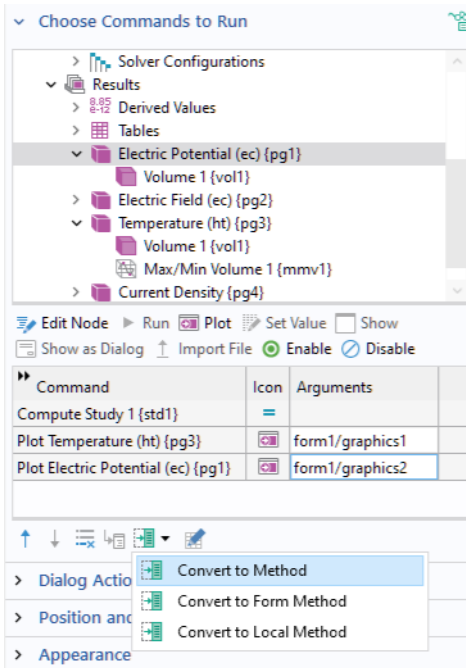 Choose Commands to Run
Solver Configurations
Results
8.85
e-12 Derived Values
Tables
Electric Potential (ec) {pg1}
Volume 1 {vol1}
Electric Field (ec) {pg2}
Temperature (ht) {pg3}
Volume 1 {vol1}
Max/Min Volume 1 {mmv1}
Current Density {pg4}
Edit Node Run Plot Set Value Show
Show as Dialog Import File Enable Disable
Command Icon Arguments
Compute Study 1 {std1} =
Plot Temperature (ht) {pg3} form1/graphics1
Plot Electric Potential (ec) {pg1} form1/graphics2
Convert to Method
Dialog Actio
Convert to Form Method
Position and
Convert to Local Method
Appearance